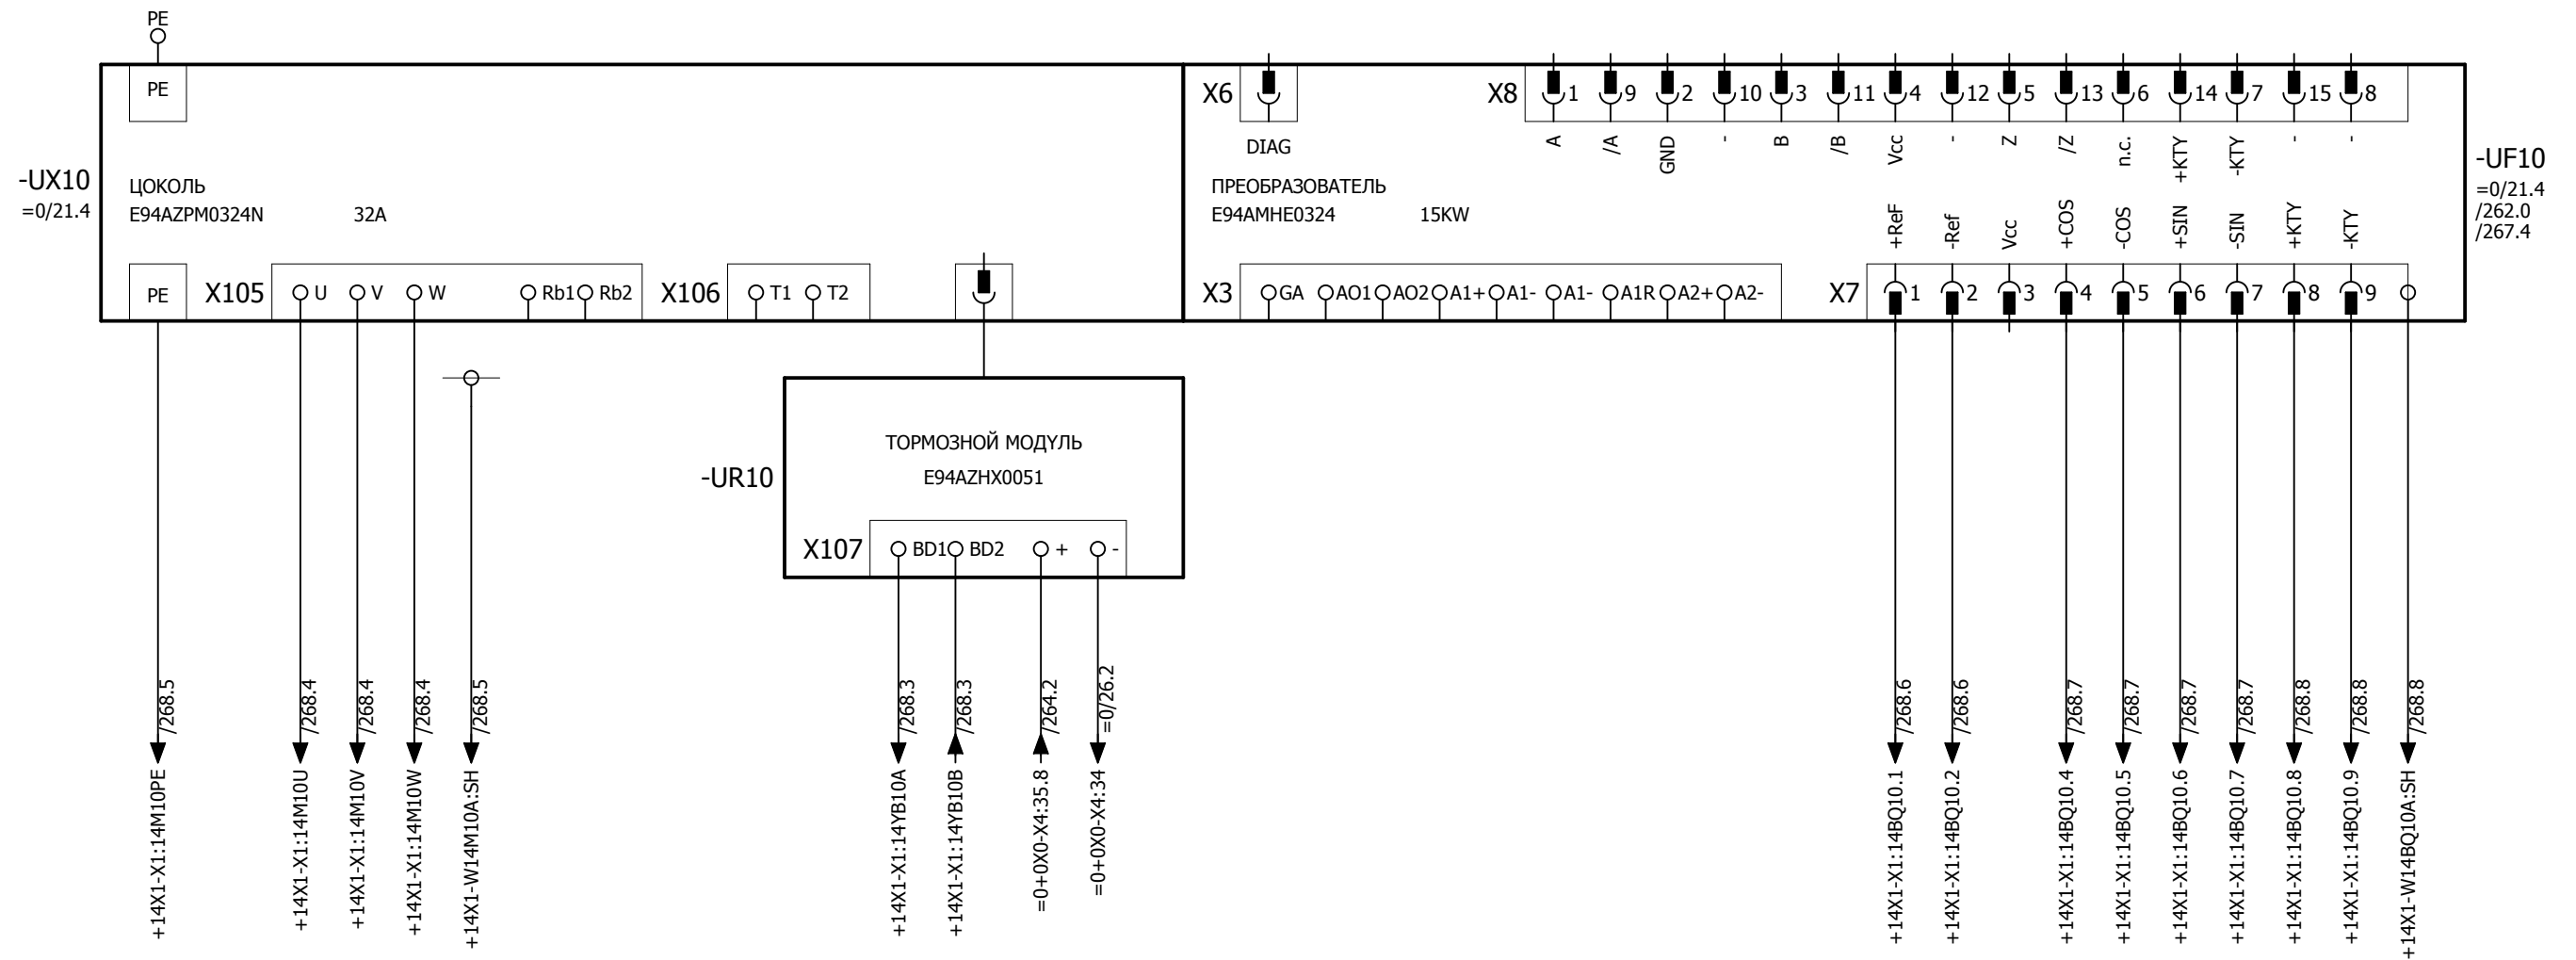 PE
PE
X6
X8
1
9
2
10
3
11
4
12
5
13
6
14
7
15
8
DIAG
A
/A
GND
-
B
/B
Vcc
-
Z
/Z
n.c.
+KTY
-KTY
-
-
-UX10
=0/21.4
ЦОКОЛЬ
E94AZPM0324N 32A
ПРЕОБРАЗОВАТЕЛЬ
E94AMHE0324 15KW
-UF10
=0/21.4
/262.0
/267.4
+ReF
-Ref
Vcc
+COS
-COS
+SIN
-SIN
+KTY
-KTY
PE
X105
U
V
W
Rb1
Rb2
X106
T1
T2
X3
GA
AO1
AO2
A1+
A1-
A1-
A1R
A2+
A2-
X7
1
2
3
4
5
6
7
8
9
-UR10
ТОРМОЗНОЙ МОДУЛЬ
E94AZHX0051
X107
BD1
BD2
+
-
/268.5
/268.4
/268.4
/268.4
/268.5
/268.3
/268.3
/264.2
=0/26.2
/268.6
/268.6
/268.7
/268.7
/268.7
/268.7
/268.8
/268.8
/268.8
+14X1-X1:14M10PE
+14X1-X1:14M10U
+14X1-X1:14M10V
+14X1-X1:14M10W
+14X1-W14M10A:SH
+14X1-X1:14YB10A
+14X1-X1:14YB10B
=0+0X0-X4:35.8
=0+0X0-X4:34
+14X1-X1:14BQ10.1
+14X1-X1:14BQ10.2
+14X1-X1:14BQ10.4
+14X1-X1:14BQ10.5
+14X1-X1:14BQ10.6
+14X1-X1:14BQ10.7
+14X1-X1:14BQ10.8
+14X1-X1:14BQ10.9
+14X1-W14BQ10A:SH